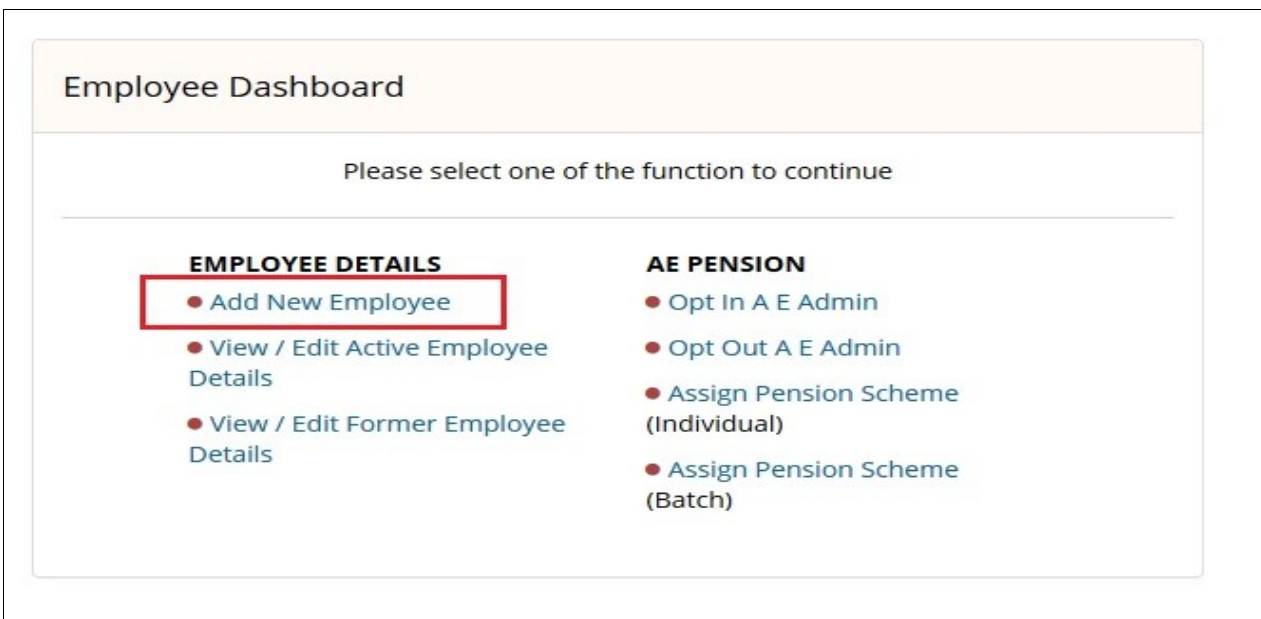 Employee Dashboard
Please select one of the function to continue
EMPLOYEE DETAILS
Add New Employee
View / Edit Active Employee
Details
View / Edit Former Employee
Details
AE PENSION
Opt In A E Admin
Opt Out A E Admin
Assign Pension Scheme
(Individual)
Assign Pension Scheme
(Batch)